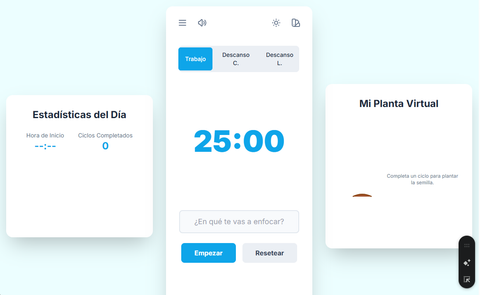 Estadísticas del Día
Hora de Inicio
--:--
Ciclos Completados
0
Trabajo
Descanso
C.
Descanso
L.
25:00
¿En qué te vas a enfocar?
Empezar
Resetear
Mi Planta Virtual
Completa un ciclo para plantar
la semilla.